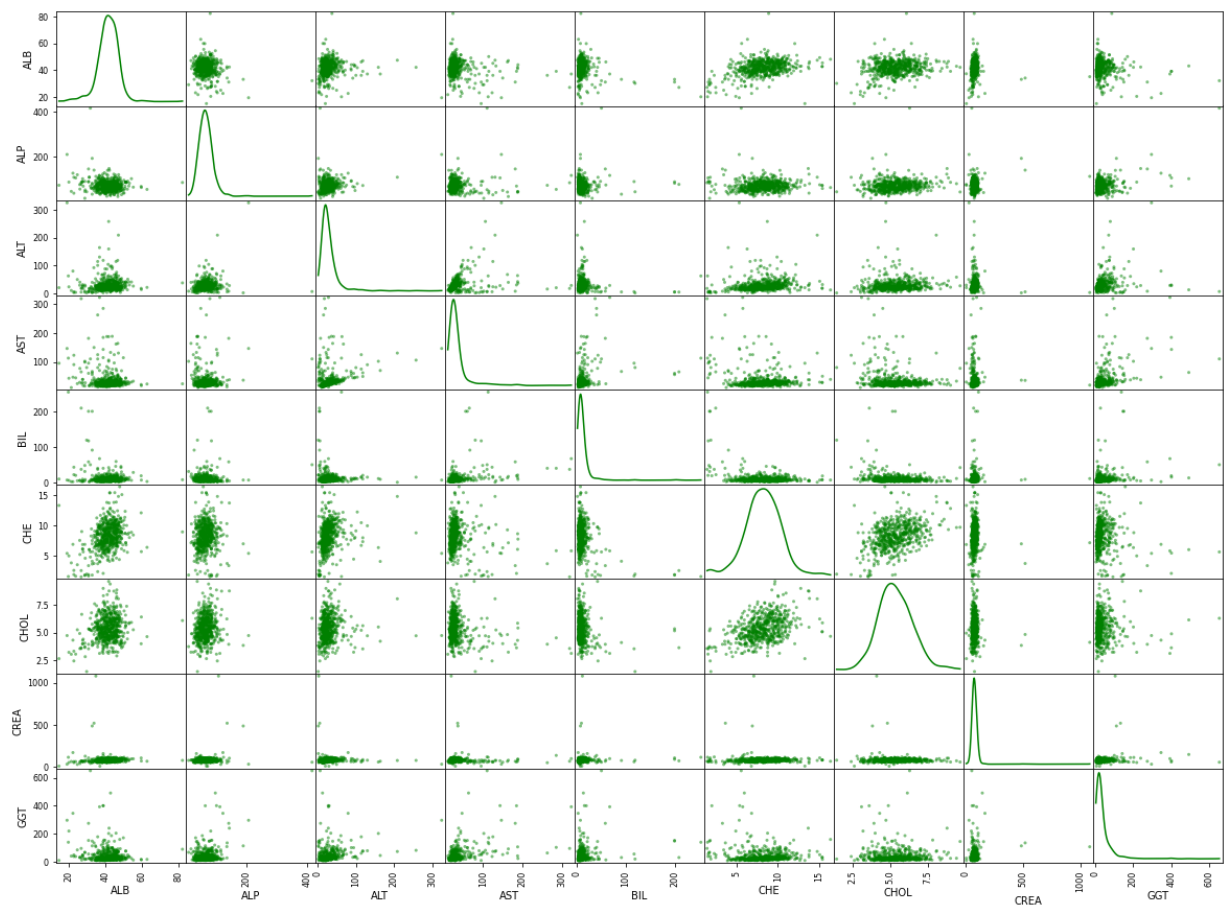 80
60
40
20
ALB
400
200
ALP
300
200
100
0
ALT
300
200
100
AST
200
100
0
BIL
15
10
5
CHE
7.5
5.0
2.5
CHOL
1000
500
0
CREA
600
400
200
0
GGT
20 40 60 80
ALB
200 400
ALP
0 100 200 300
ALT
100 200 300
AST
0 100 200
BIL
5 10 15
CHE
2.5 5.0 7.5
CHOL
0 500 1000
CREA
0 200 400 600
GGT